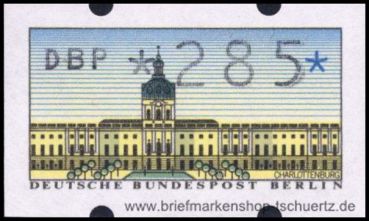 DBP *285*
CHARLOTTENBURG
DEUTSCHE BUNDESPOST BERLIN
www.briefmarkenshop-tschuertz.de